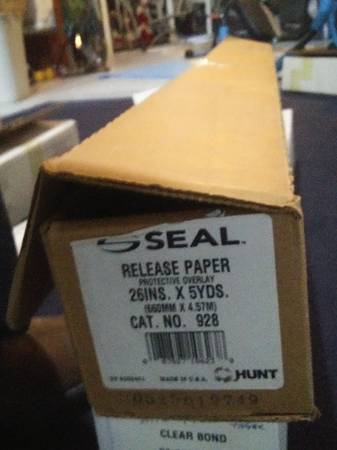 SEAL
RELEASE PAPER
PROTECTIVE OVERLAY
26INS. X 5YDS.
(660MM X 4.57M)
CAT. NO. 928
MADE IN U.S.A.
HUNT
CLEAR BOND